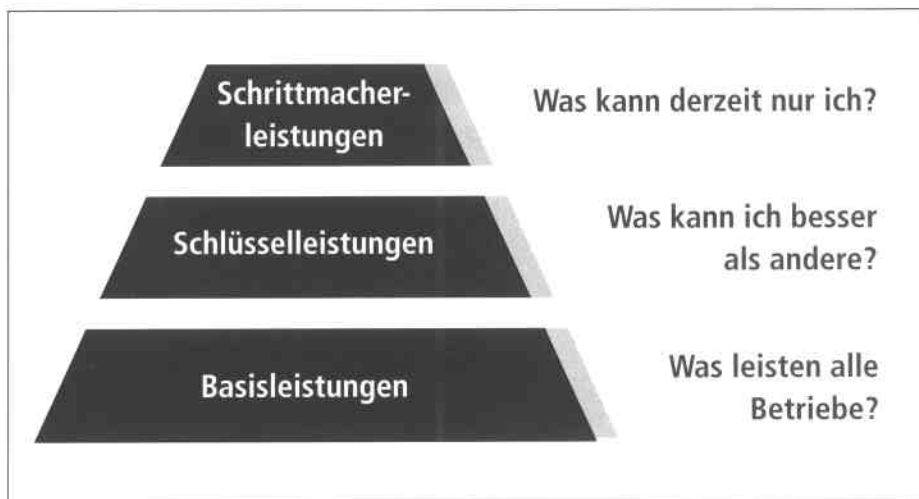 Schrittmacher-
leistungen
Was kann derzeit nur ich?
Schlüsselleistungen
Was kann ich besser
als andere?
Basisleistungen
Was leisten alle
Betriebe?